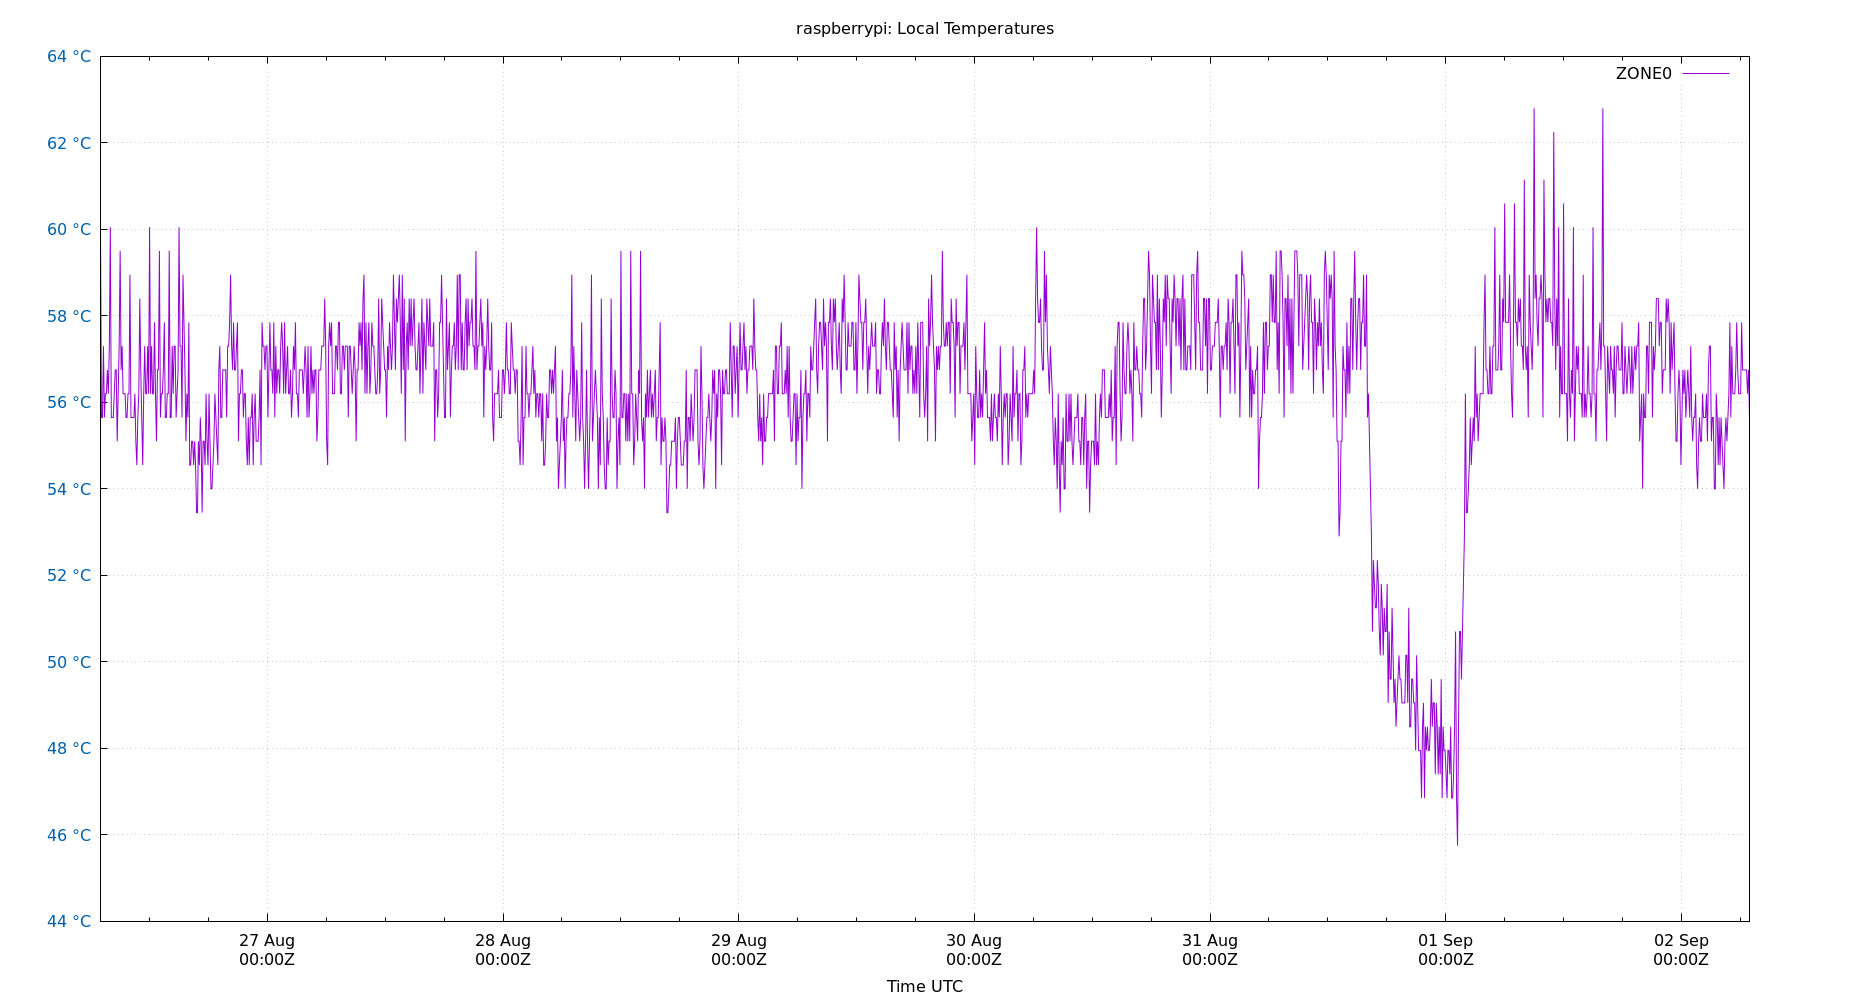 raspberrypi: Local Temperatures
64 °C
ZONE0
62 °C
60 °C
58 °C
56 °C
54 °C
52 °C
50 °C
48 °C
46 °C
44 °C
27 Aug 28 Aug 29 Aug 30 Aug 31 Aug 01 Sep 02 Sep
00:00Z 00:00Z 00:00Z 00:00Z 00:00Z 00:00Z 00:00Z
Time UTC